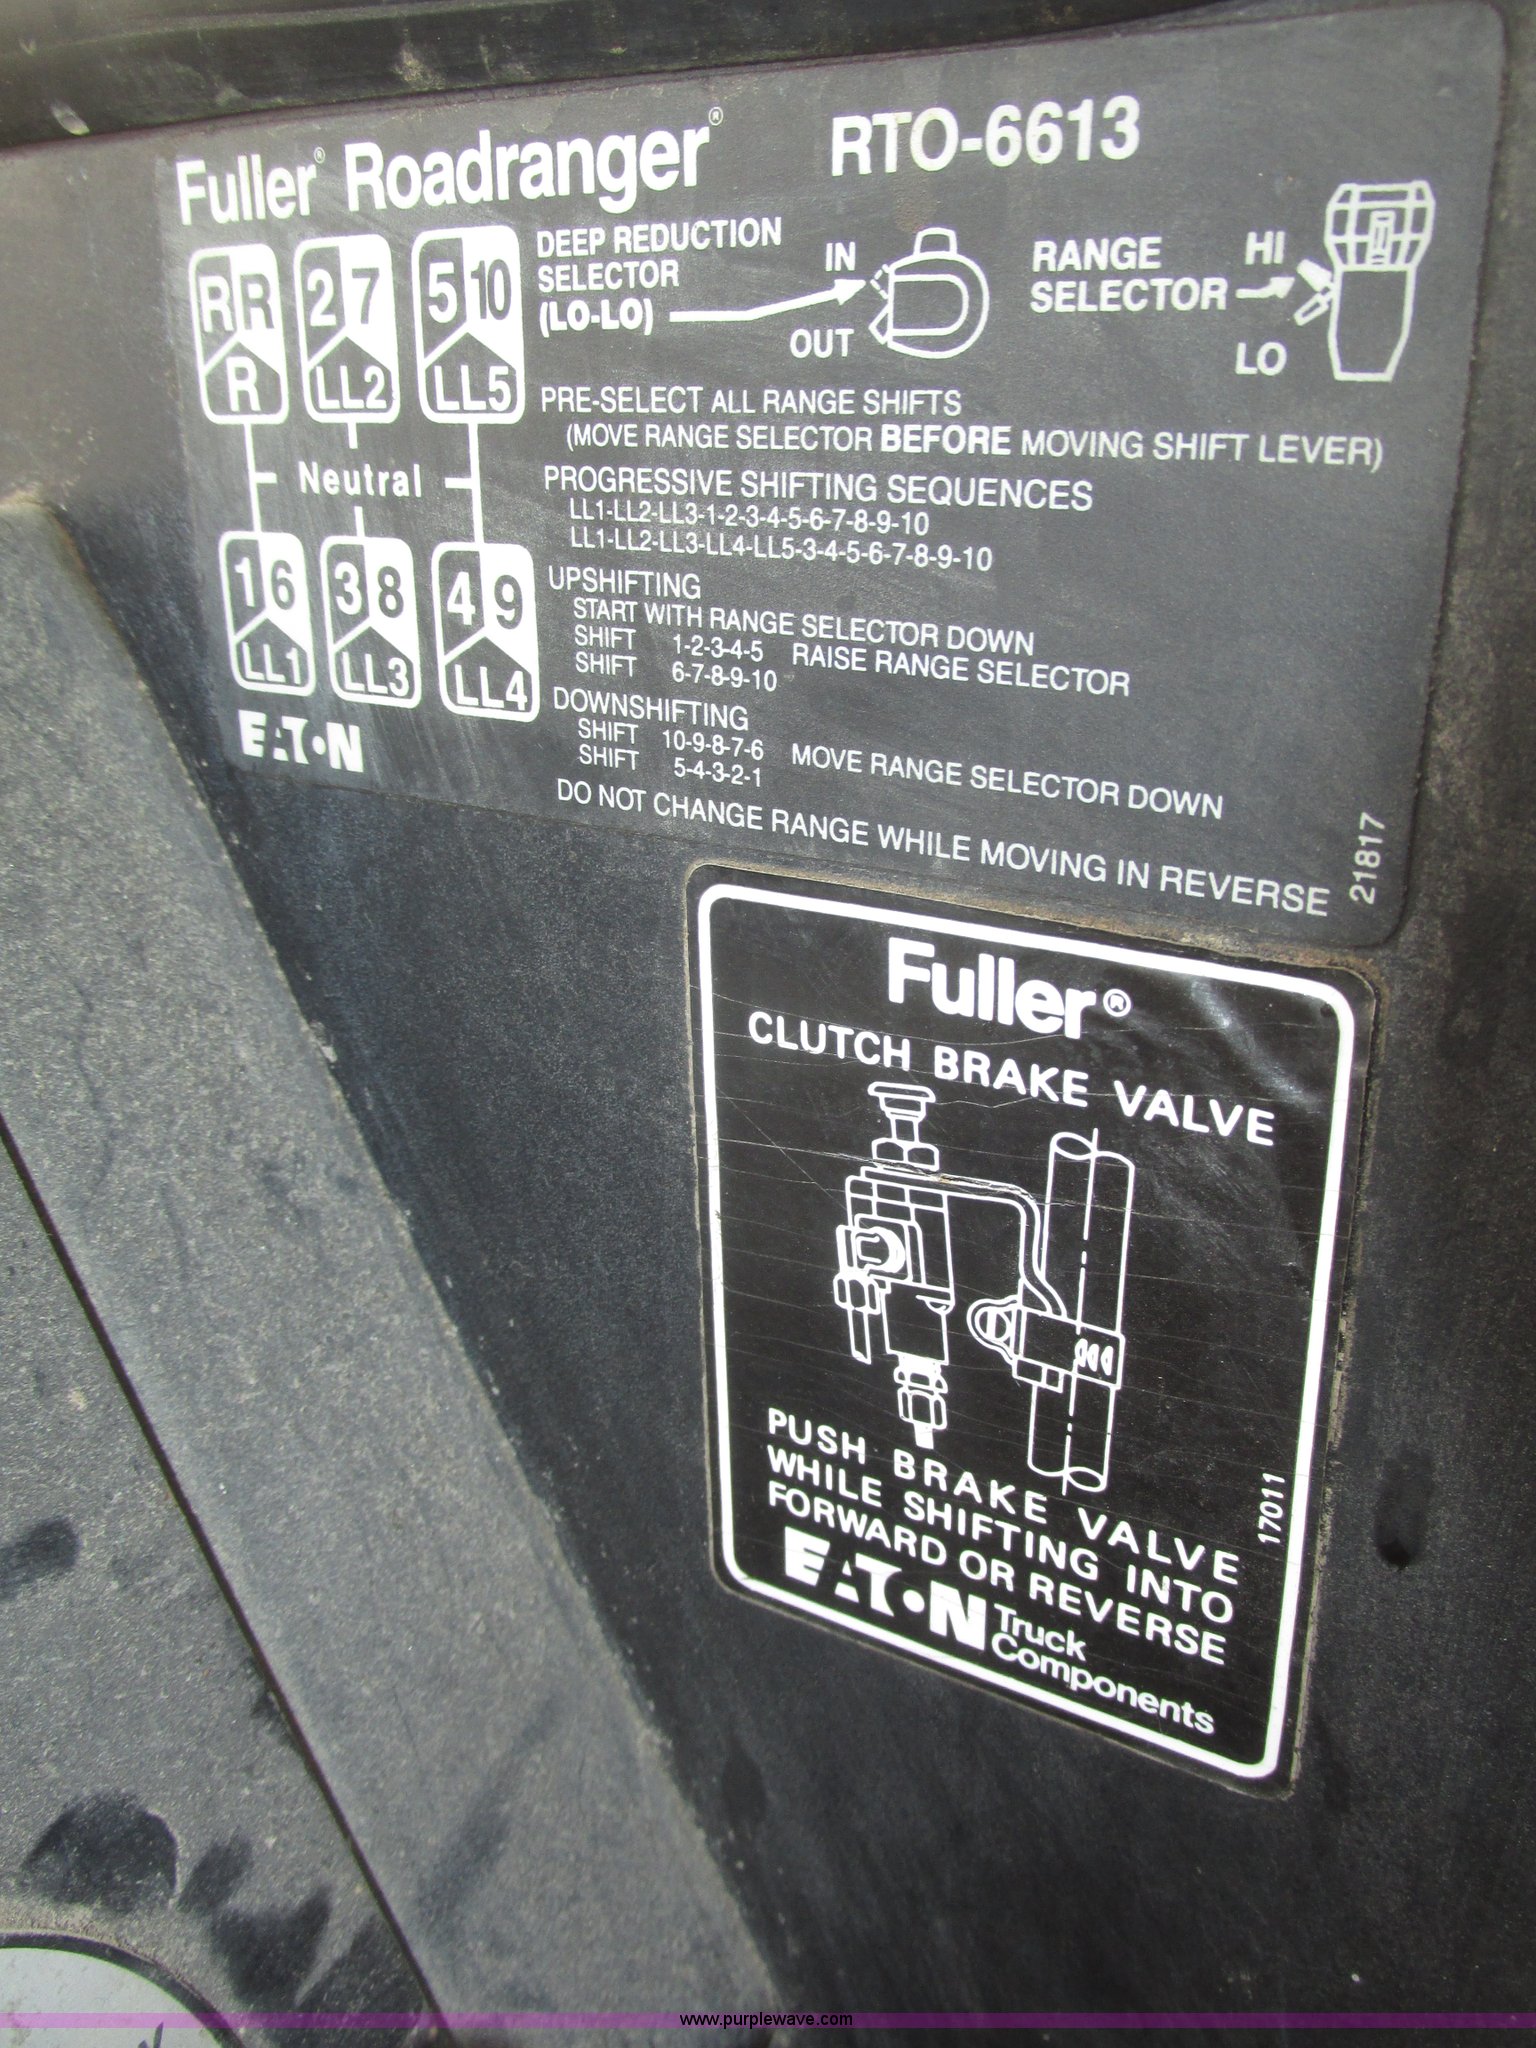 Fuller® Roadranger® RTO-6613
R R
R
2 7
LL2
5 10
LL5
Neutral
1 6
LL1
3 8
LL3
4 9
LL4
EATON
DEEP REDUCTION
SELECTOR
(LO-LO)
IN
OUT
RANGE
SELECTOR
HI
LO
PRE-SELECT ALL RANGE SHIFTS
(MOVE RANGE SELECTOR BEFORE MOVING SHIFT LEVER)
PROGRESSIVE SHIFTING SEQUENCES
LL1-LL2-LL3-1-2-3-4-5-6-7-8-9-10
LL1-LL2-LL3-LL4-LL5-3-4-5-6-7-8-9-10
UPSHIFTING
START WITH RANGE SELECTOR DOWN
SHIFT 1-2-3-4-5 RAISE RANGE SELECTOR
SHIFT 6-7-8-9-10
DOWNSHIFTING
SHIFT 10-9-8-7-6 MOVE RANGE SELECTOR DOWN
SHIFT 5-4-3-2-1
DO NOT CHANGE RANGE WHILE MOVING IN REVERSE
21817
Fuller®
CLUTCH BRAKE VALVE
PUSH BRAKE VALVE
WHILE SHIFTING INTO
FORWARD OR REVERSE
17011
EATON Truck
Components
www.purplewave.com